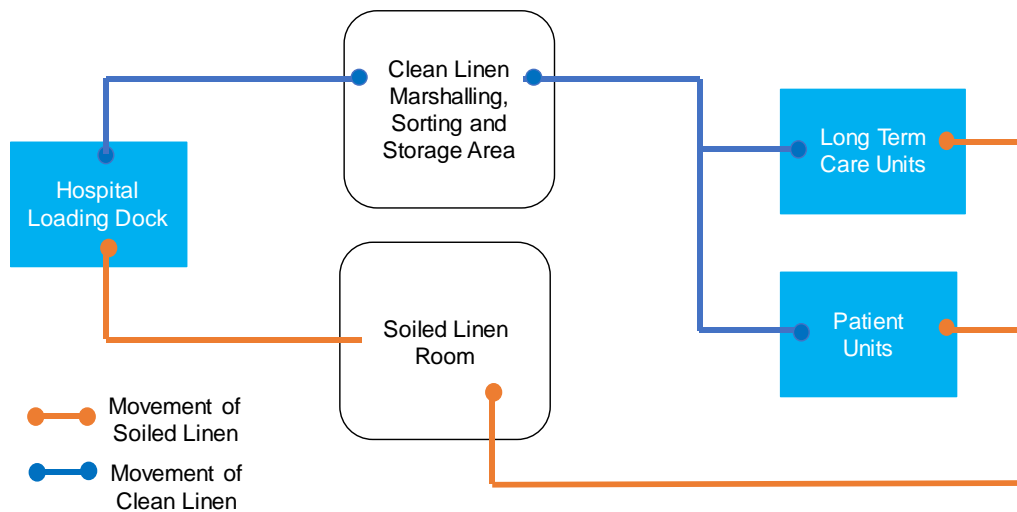 Clean Linen
Marshalling,
Sorting and
Storage Area
Long Term
Care Units
Hospital
Loading Dock
Soiled Linen
Room
Patient
Units
Movement of
Soiled Linen
Movement of
Clean Linen